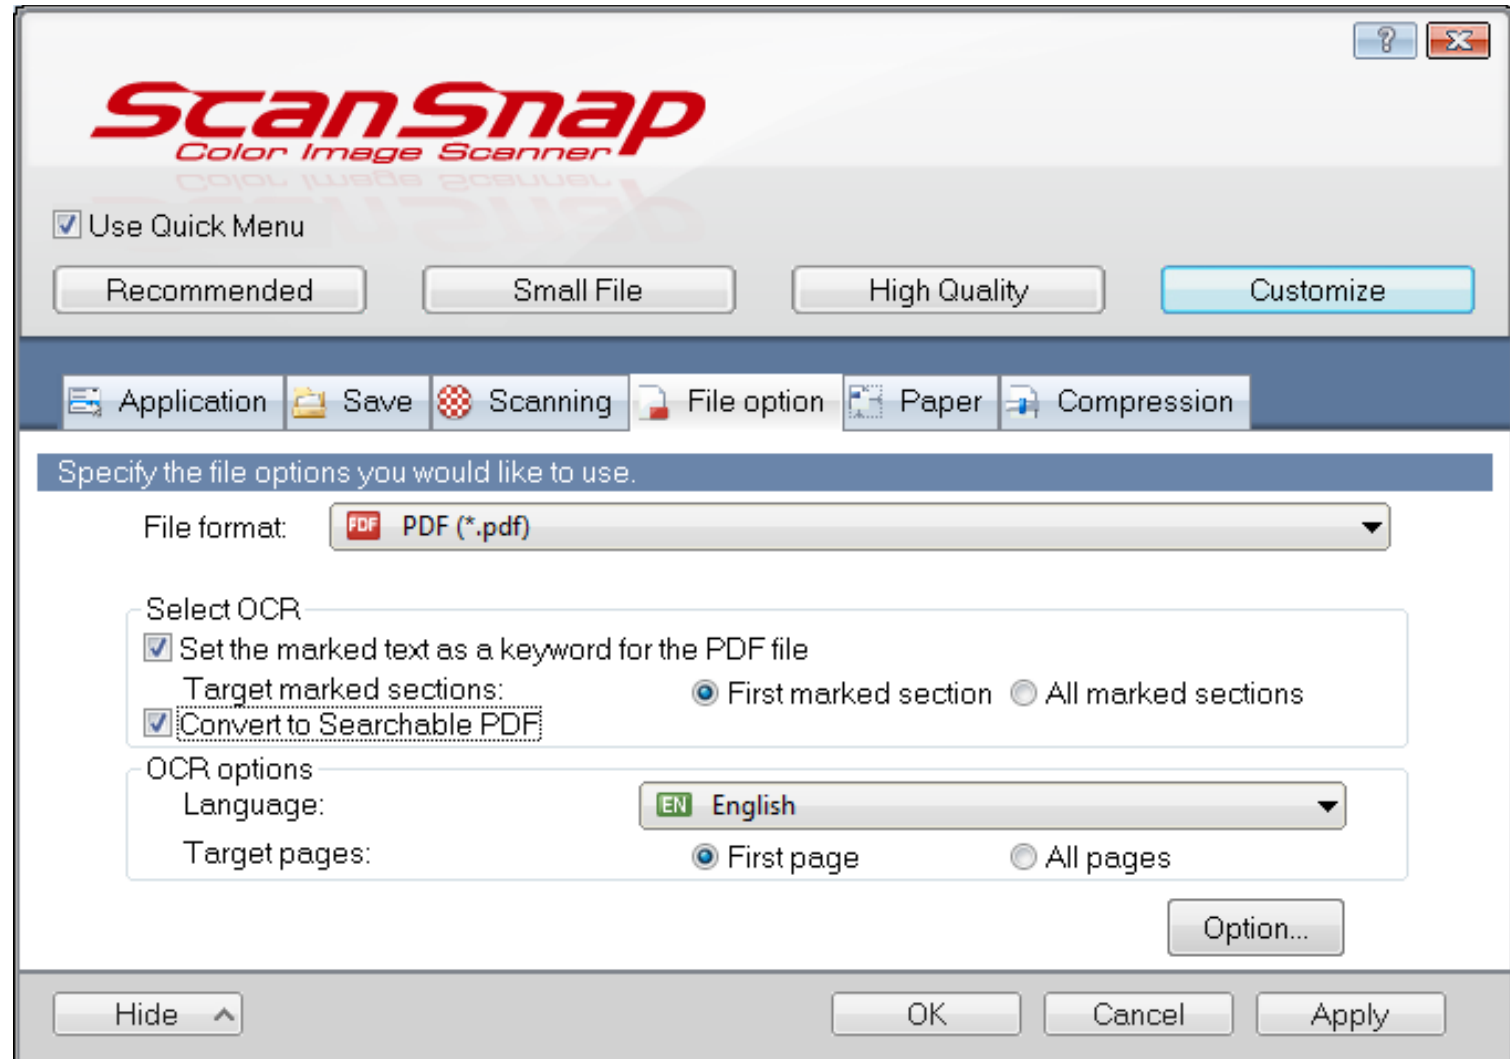 ?
ScanSnap
Color Image Scanner
Use Quick Menu
Recommended Small File High Quality Customize
Application Save Scanning File option Paper Compression
Specify the file options you would like to use.
File format: PDF PDF (*.pdf)
Select OCR
Set the marked text as a keyword for the PDF file
Target marked sections: First marked section All marked sections
Convert to Searchable PDF
OCR options
Language: EN English
Target pages: First page All pages
Option...
Hide OK Cancel Apply